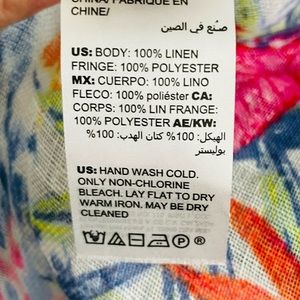 CHINA/ FABRIQUÉ EN
CHINE/
صنع في الصين
US: BODY: 100% LINEN
FRINGE: 100% POLYESTER
MX: CUERPO: 100% LINO
FLECO: 100% poliéster CA:
CORPS: 100% LIN FRANGE:
100% POLYESTER AE/KW:
الهيكل: 100% كتان الهدب: 100%
بوليستر
US: HAND WASH COLD.
ONLY NON-CHLORINE
BLEACH. LAY FLAT TO DRY
WARM IRON. MAY BE DRY
CLEANED
P